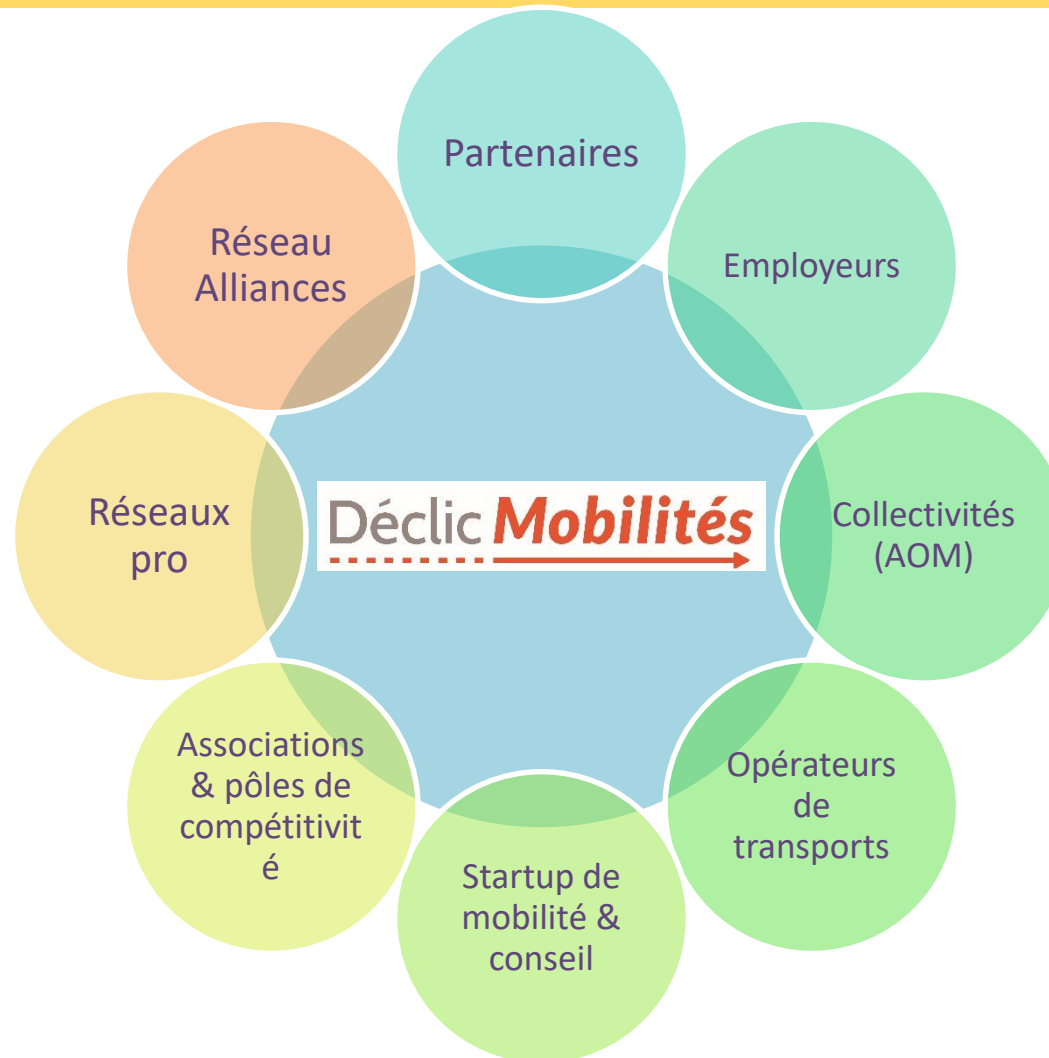 Partenaires
Employeurs
Collectivités
(AOM)
Opérateurs
de
transports
Startup de
mobilité &
conseil
Associations
& pôles de
compétitivit
é
Réseaux
pro
Réseau
Alliances
Déclic Mobilités